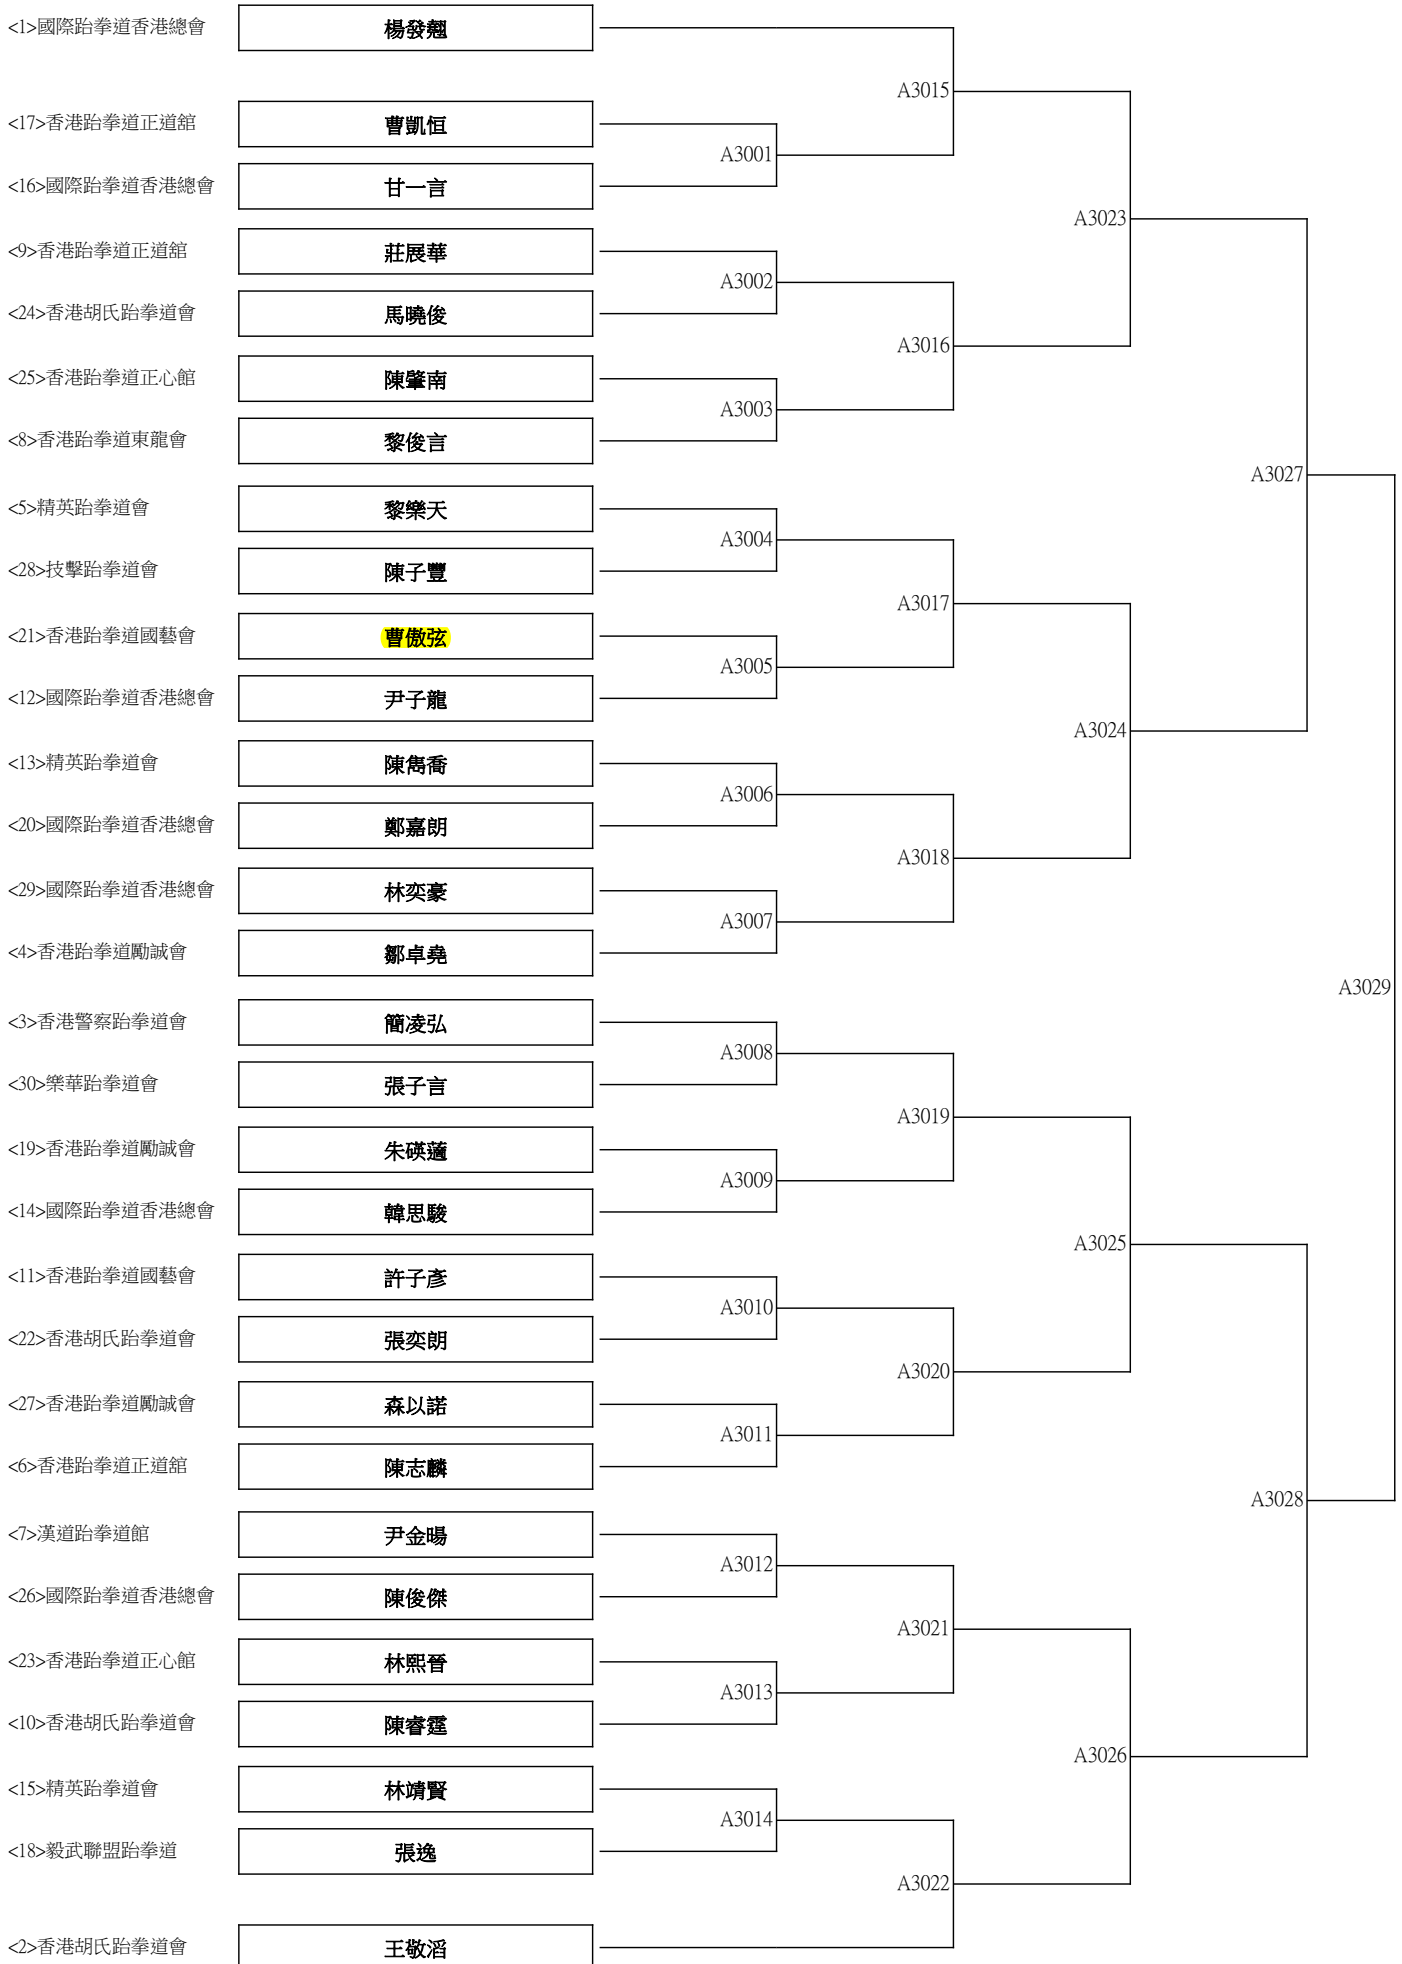 <1>國際跆拳道香港總會 楊發翹
A3015
<17>香港跆拳道正道舘 曹凱恒
A3001
<16>國際跆拳道香港總會 甘一言
A3023
<9>香港跆拳道正道舘 莊展華
A3002
<24>香港胡氏跆拳道會 馬曉俊
A3016
<25>香港跆拳道正心館 陳肇南
A3003
<8>香港跆拳道東龍會 黎俊言
A3027
<5>精英跆拳道會 黎樂天
A3004
<28>技擊跆拳道會 陳子豐
A3017
<21>香港跆拳道國藝會 曹傲弦
A3005
<12>國際跆拳道香港總會 尹子龍
A3024
<13>精英跆拳道會 陳雋喬
A3006
<20>國際跆拳道香港總會 鄭嘉朗
A3018
<29>國際跆拳道香港總會 林奕豪
A3007
<4>香港跆拳道勵誠會 鄒卓堯
A3029
<3>香港警察跆拳道會 簡凌弘
A3008
<30>樂華跆拳道會 張子言
A3019
<19>香港跆拳道勵誠會 朱碤薖
A3009
<14>國際跆拳道香港總會 韓思駿
A3025
<11>香港跆拳道國藝會 許子彥
A3010
<22>香港胡氏跆拳道會 張奕朗
A3020
<27>香港跆拳道勵誠會 森以諾
A3011
<6>香港跆拳道正道舘 陳志麟
A3028
<7>漢道跆拳道館 尹金暘
A3012
<26>國際跆拳道香港總會 陳俊傑
A3021
<23>香港跆拳道正心館 林熙晉
A3013
<10>香港胡氏跆拳道會 陳睿霆
A3026
<15>精英跆拳道會 林靖賢
A3014
<18>毅武聯盟跆拳道 張逸
A3022
<2>香港胡氏跆拳道會 王敬滔